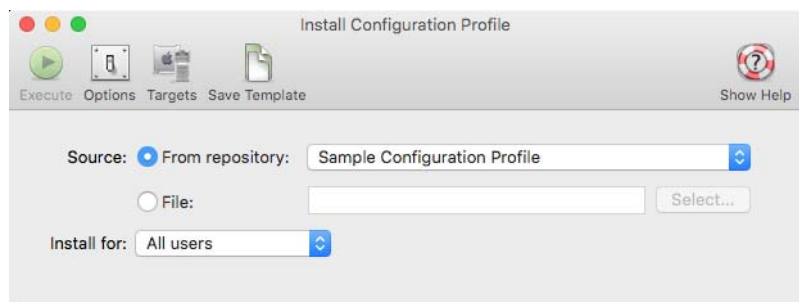 Install Configuration Profile
Execute Options Targets Save Template Show Help
Source: From repository: Sample Configuration Profile
File: Select...
Install for: All users